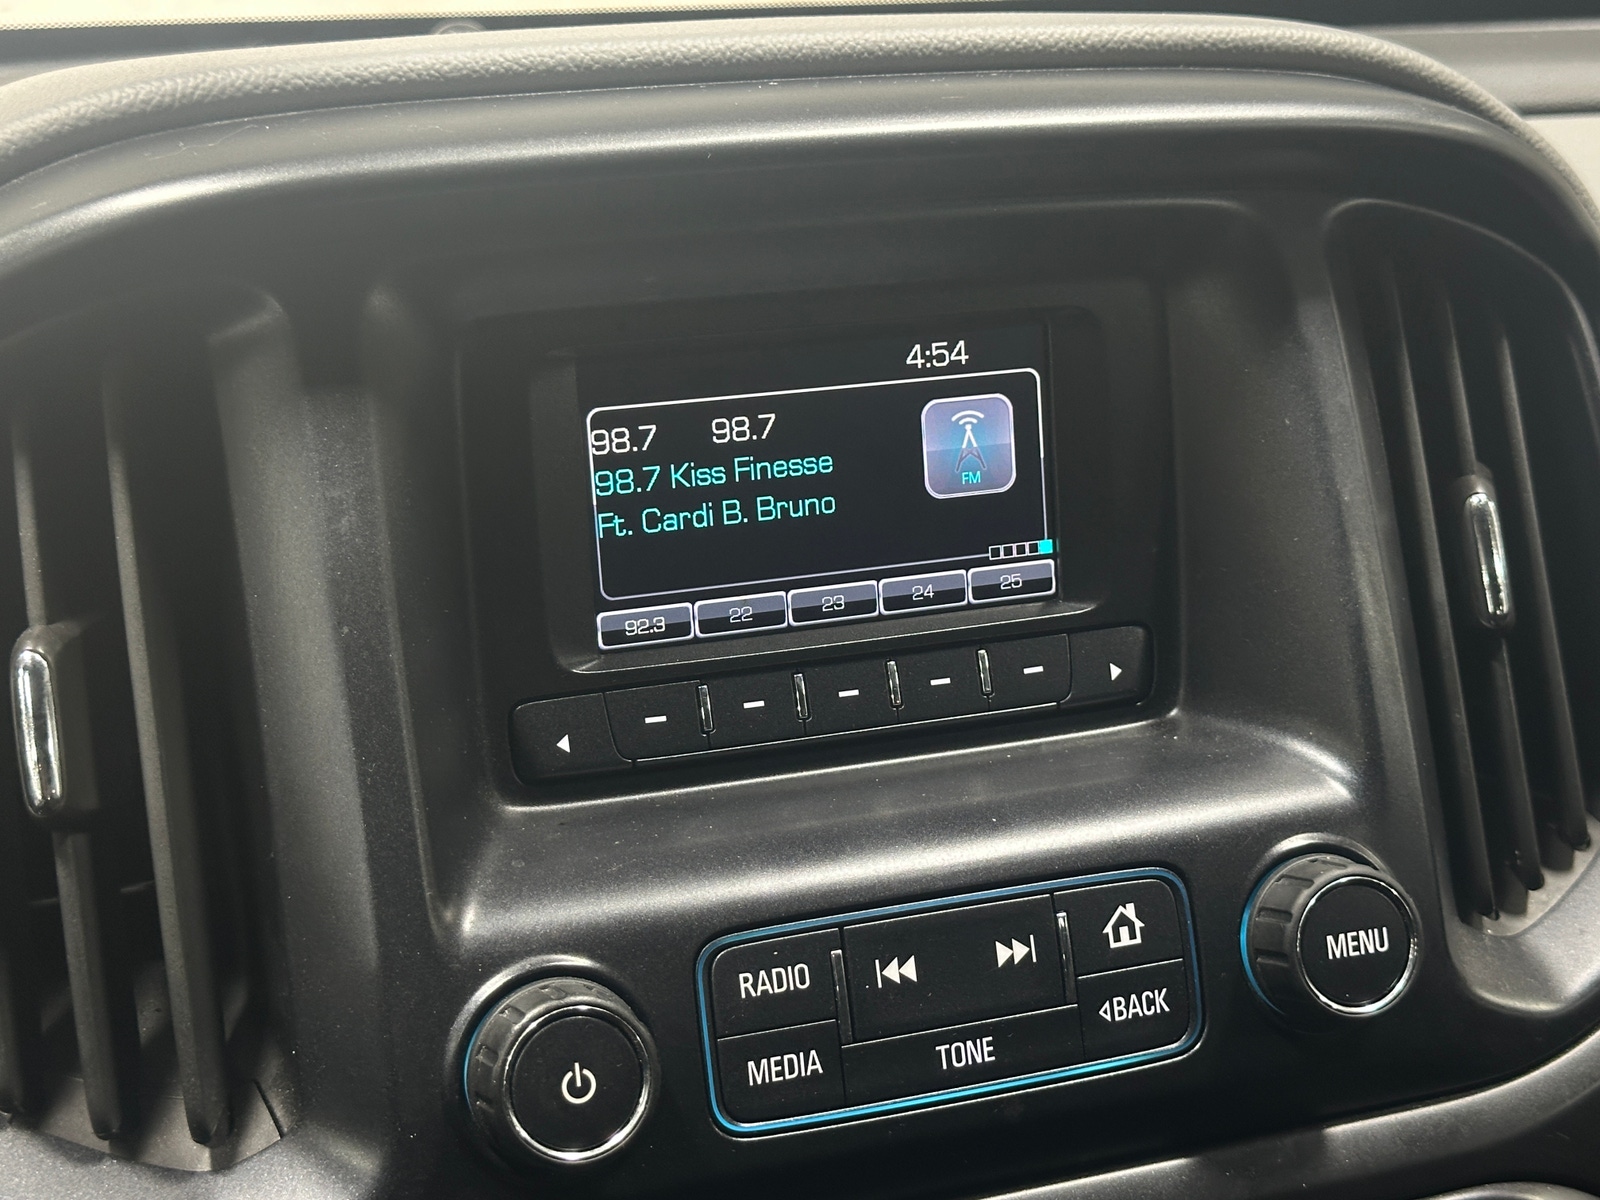 4:54
98.7 98.7
98.7 Kiss Finesse
Ft. Cardi B. Bruno
FM
92.3 22 23 24 25
RADIO
MEDIA
TONE
BACK
MENU